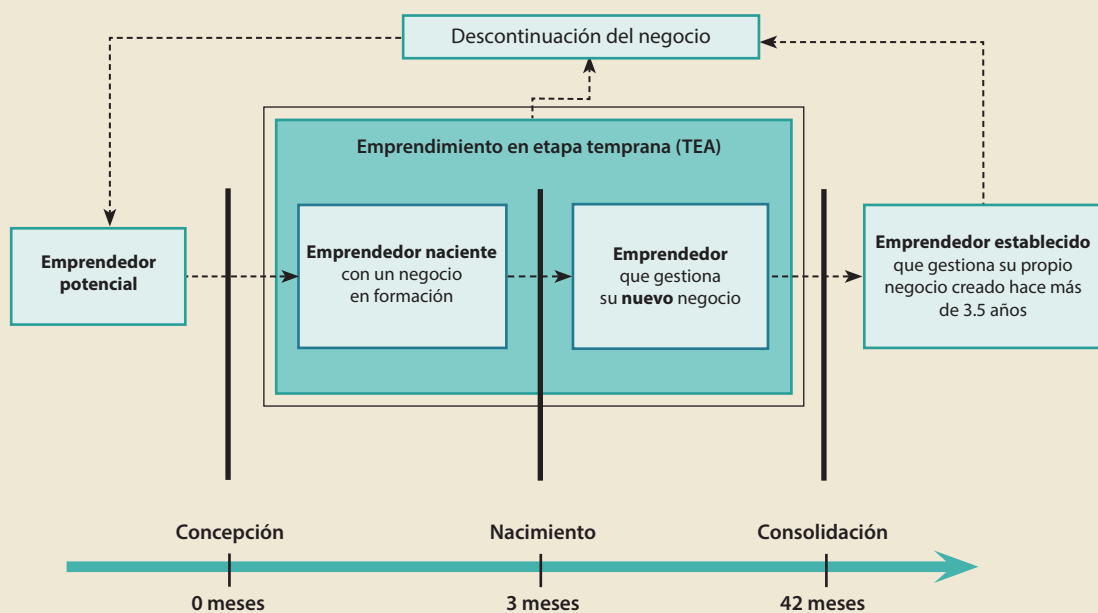 Descontinuación del negocio
Emprendimiento en etapa temprana (TEA)
Emprendedor
potencial
Emprendedor naciente
con un negocio
en formación
Emprendedor
que gestiona
su nuevo negocio
Emprendedor establecido
que gestiona su propio
negocio creado hace más
de 3.5 años
Concepción
Nacimiento
Consolidación
0 meses
3 meses
42 meses